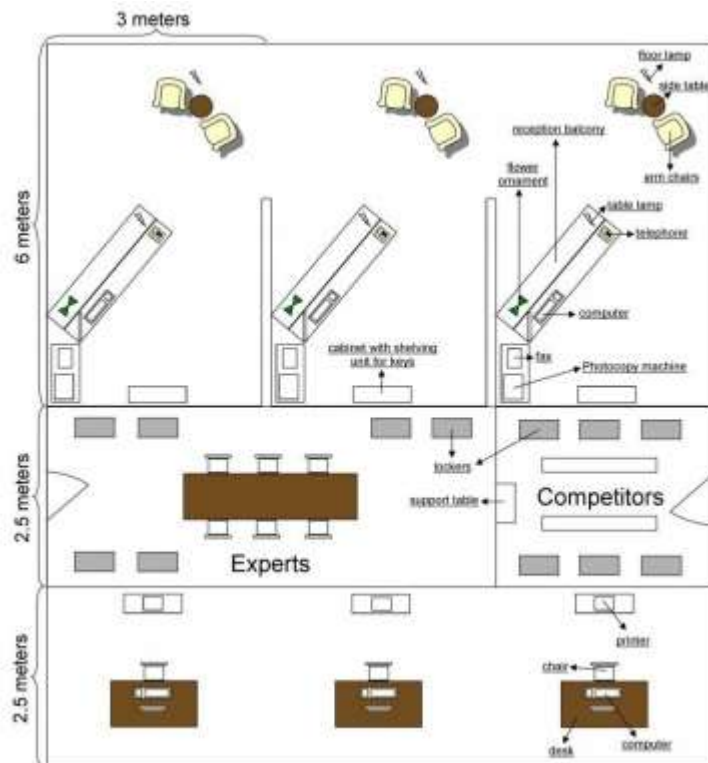 3 meters
floor lamp
side table
reception balcony
flower
ornament
arm chairs
table lamp
telephone
6 meters
computer
cabinet with shelving
unit for keys
fax
Photocopy machine
lockers
support table
Competitors
2.5 meters
Experts
printer
chair
2.5 meters
desk
computer